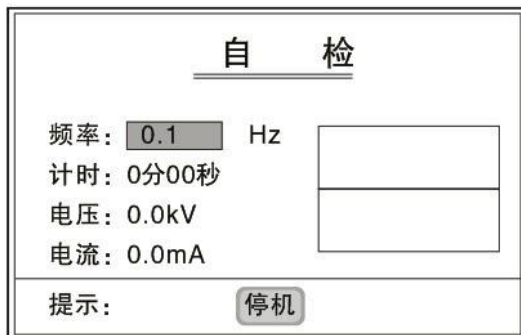 自 检
频率: 0.1 Hz
计时: 0分00秒
电压: 0.0kV
电流: 0.0mA
提示: 停机